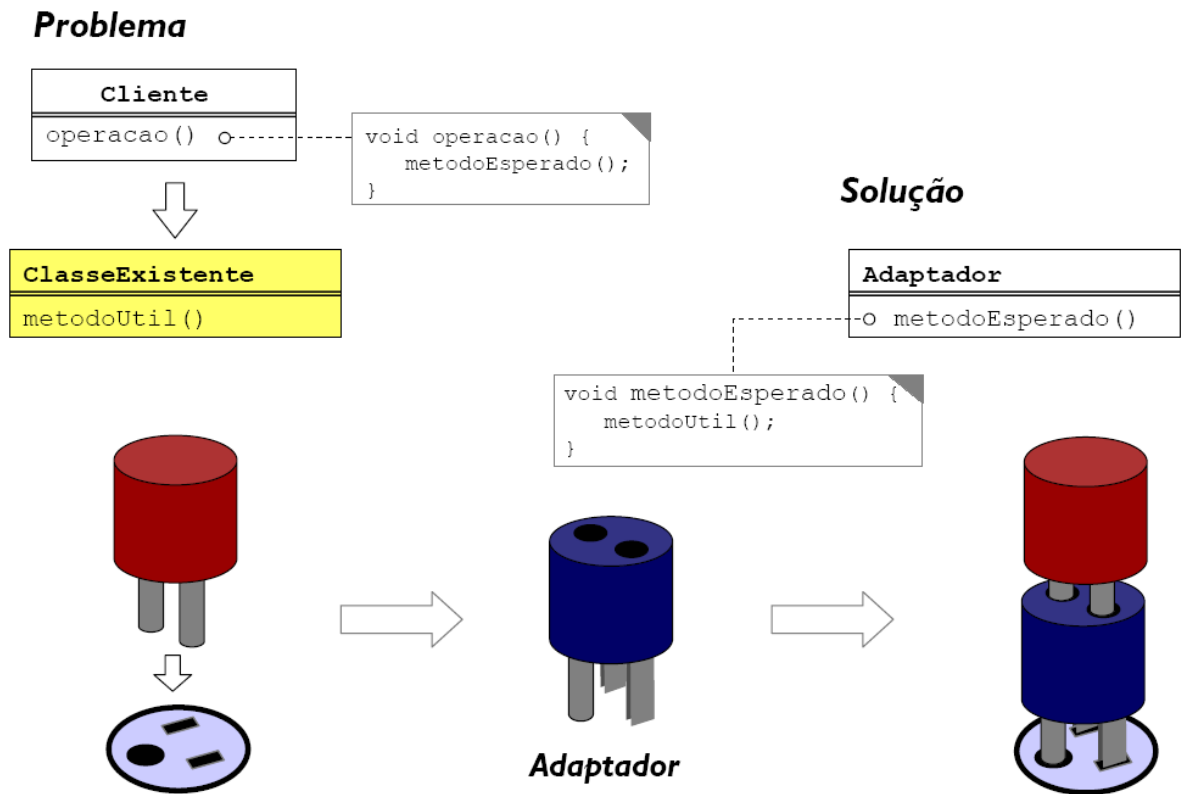 Problema
Cliente
operacao()
void operacao() {
metodoEsperado();
}
Solução
ClasseExistente
metodoUtil()
Adaptador
metodoEsperado()
void metodoEsperado() {
metodoUtil();
}
Adaptador